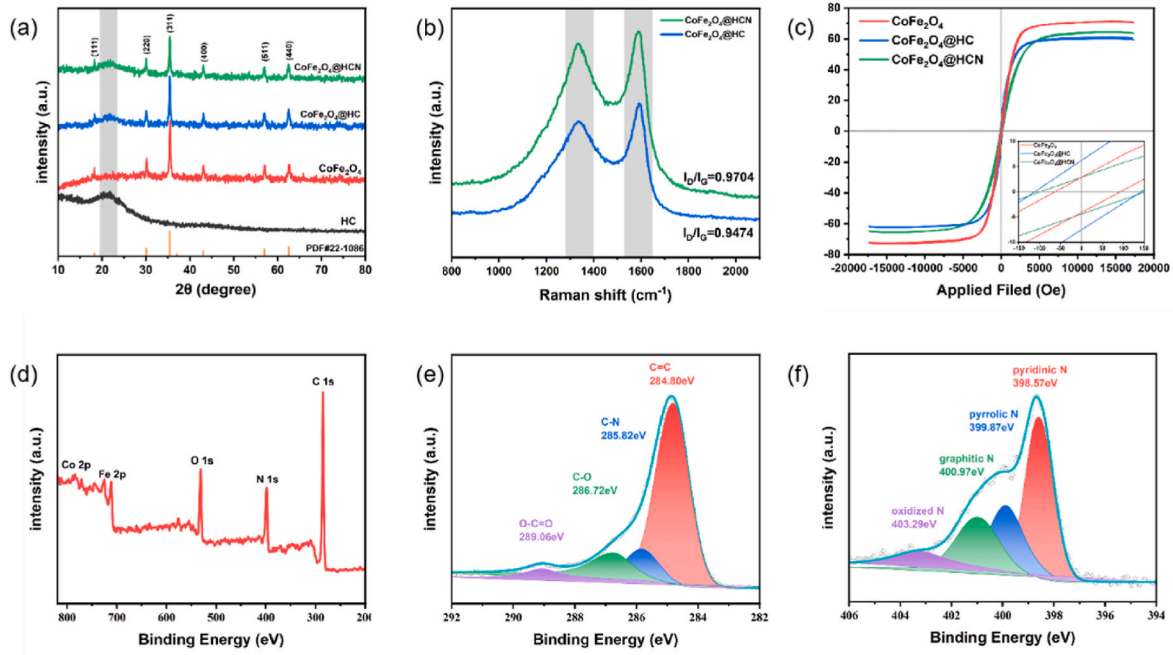 (a)
(111)
(220)
(311)
(400)
(511)
(440)
CoFe2O4@HCN
CoFe2O4@HC
CoFe2O4
HC
PDF#22-1086
intensity (a.u.)
10 20 30 40 50 60 70 80
2θ (degree)
(b)
CoFe2O4@HCN
CoFe2O4@HC
ID/IG=0.9704
ID/IG=0.9474
intensity (a.u.)
800 1000 1200 1400 1600 1800 2000
Raman shift (cm-1)
(c)
CoFe2O4
CoFe2O4@HC
CoFe2O4@HCN
80
60
40
20
0
-20
-40
-60
-80
CoFe2O4
CoFe2O4@HC
CoFe2O4@HCN
-20000 -15000 -10000 -5000 0 5000 10000 15000 20000
Applied Filed (Oe)
(d)
Co 2p
Fe 2p
O 1s
N 1s
C 1s
intensity (a.u.)
800 700 600 500 400 300 200
Binding Energy (eV)
(e)
C=C
284.80eV
C-N
285.82eV
C-O
286.72eV
O-C=O
289.06eV
intensity (a.u.)
292 290 288 286 284 282
Binding Energy (eV)
(f)
pyridinic N
398.57eV
pyrrolic N
399.87eV
graphitic N
400.97eV
oxidized N
403.29eV
intensity (a.u.)
406 404 402 400 398 396 394
Binding Energy (eV)